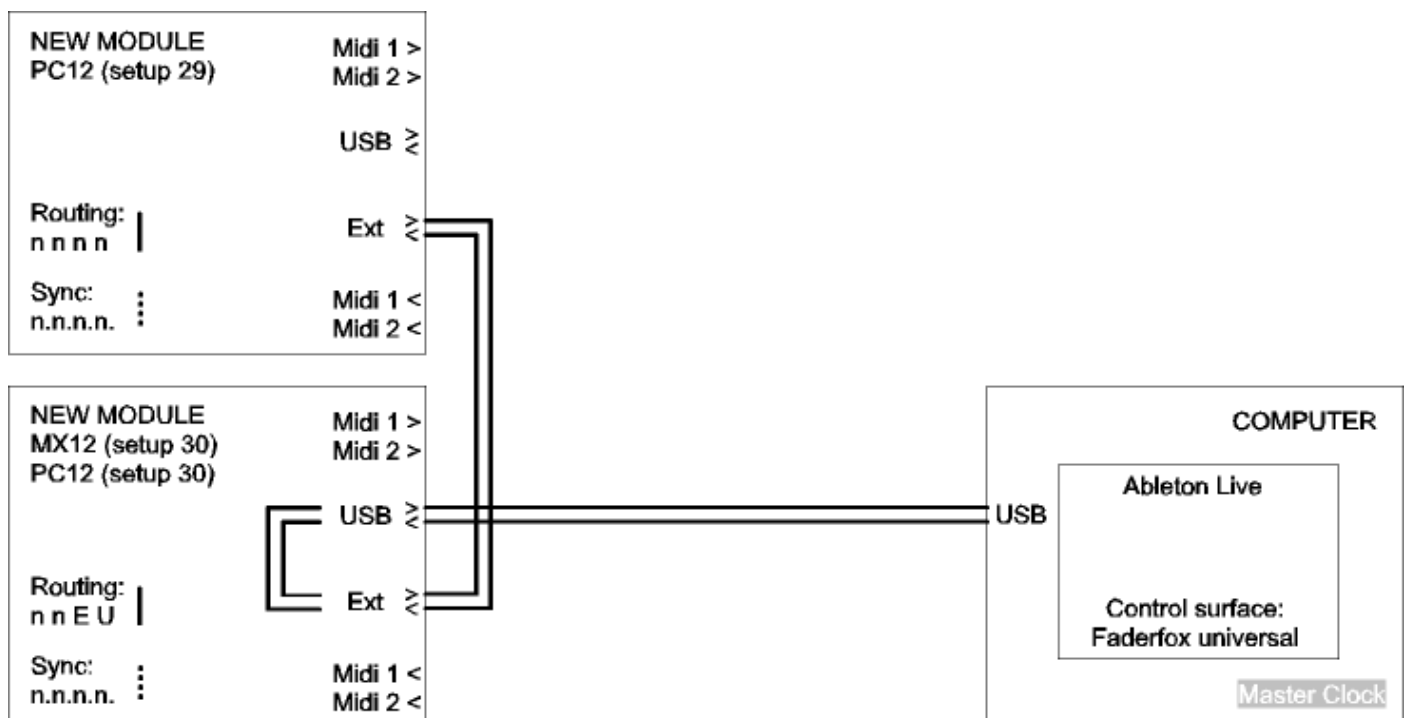 NEW MODULE
PC12 (setup 29)
Midi 1 >
Midi 2 >
USB >
<
Routing:
n n n n
Ext >
<
Sync:
n.n.n.n.
Midi 1 <
Midi 2 <
NEW MODULE
MX12 (setup 30)
PC12 (setup 30)
Midi 1 >
Midi 2 >
USB >
<
Routing:
n n E U
Ext >
<
Sync:
n.n.n.n.
Midi 1 <
Midi 2 <
COMPUTER
USB
Ableton Live
Control surface:
Faderfox universal
Master Clock